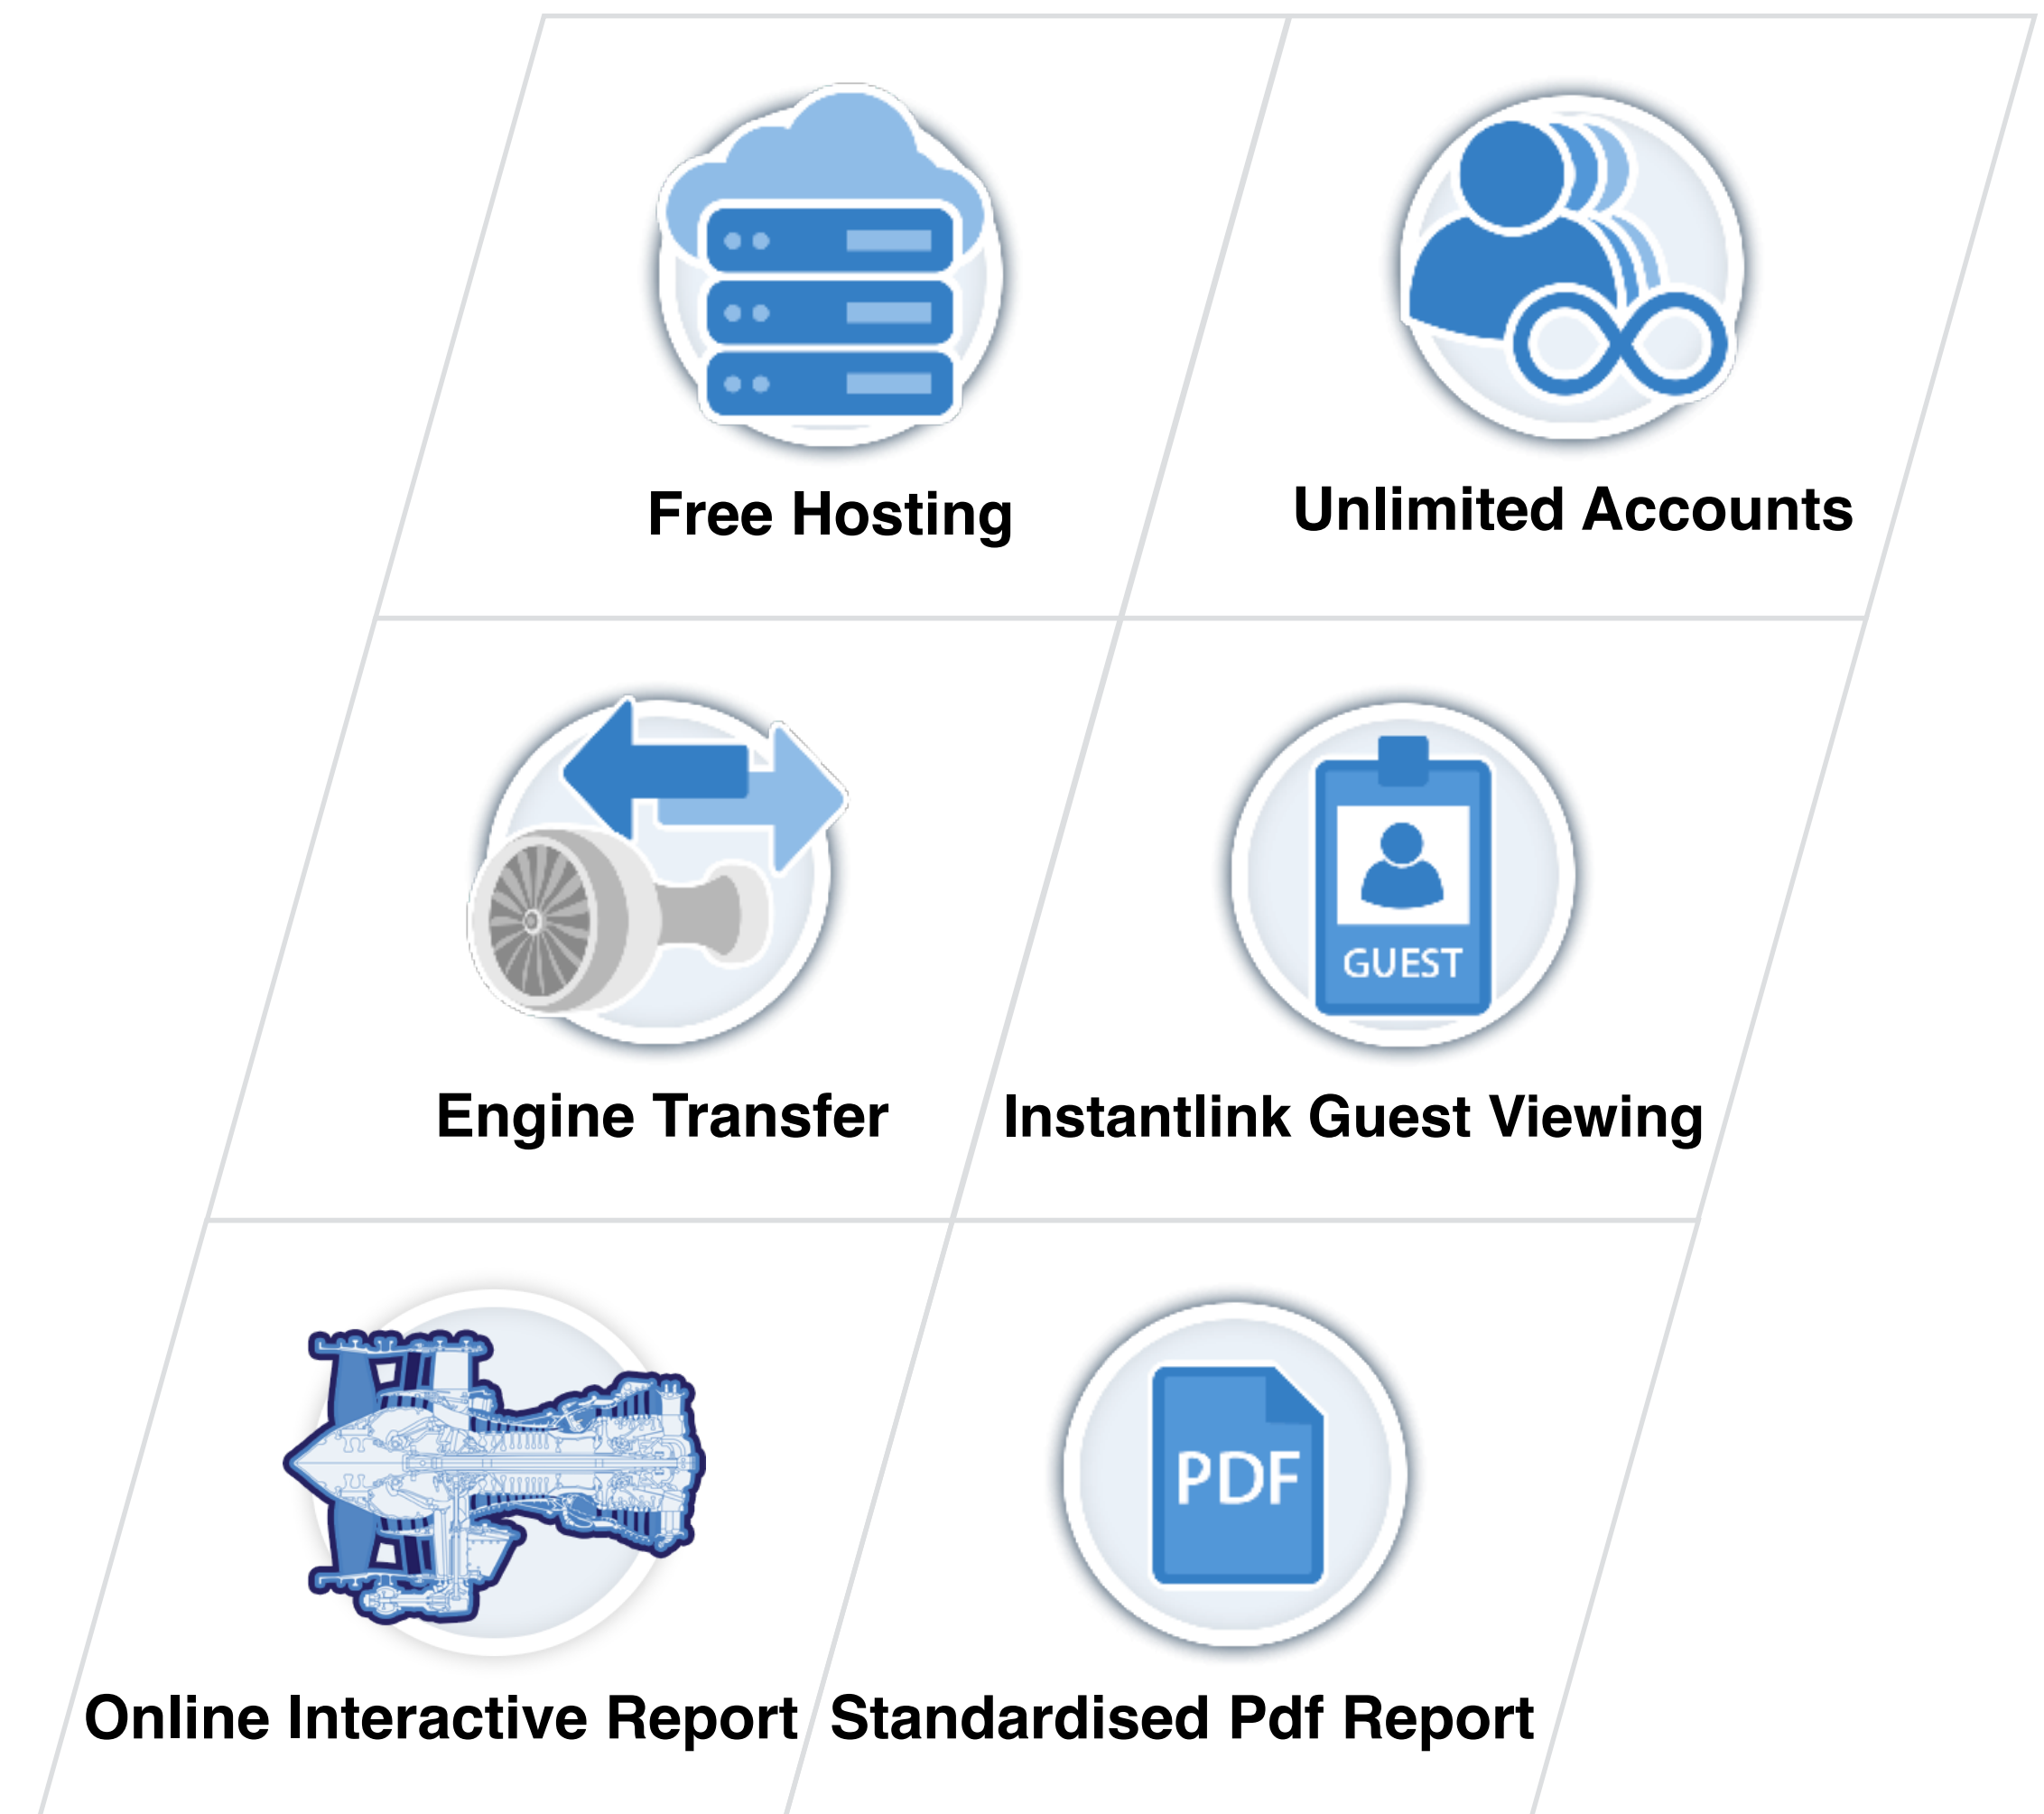 Free Hosting
Unlimited Accounts
GUEST
Engine Transfer
Instantlink Guest Viewing
PDF
Online Interactive Report
Standardised Pdf Report